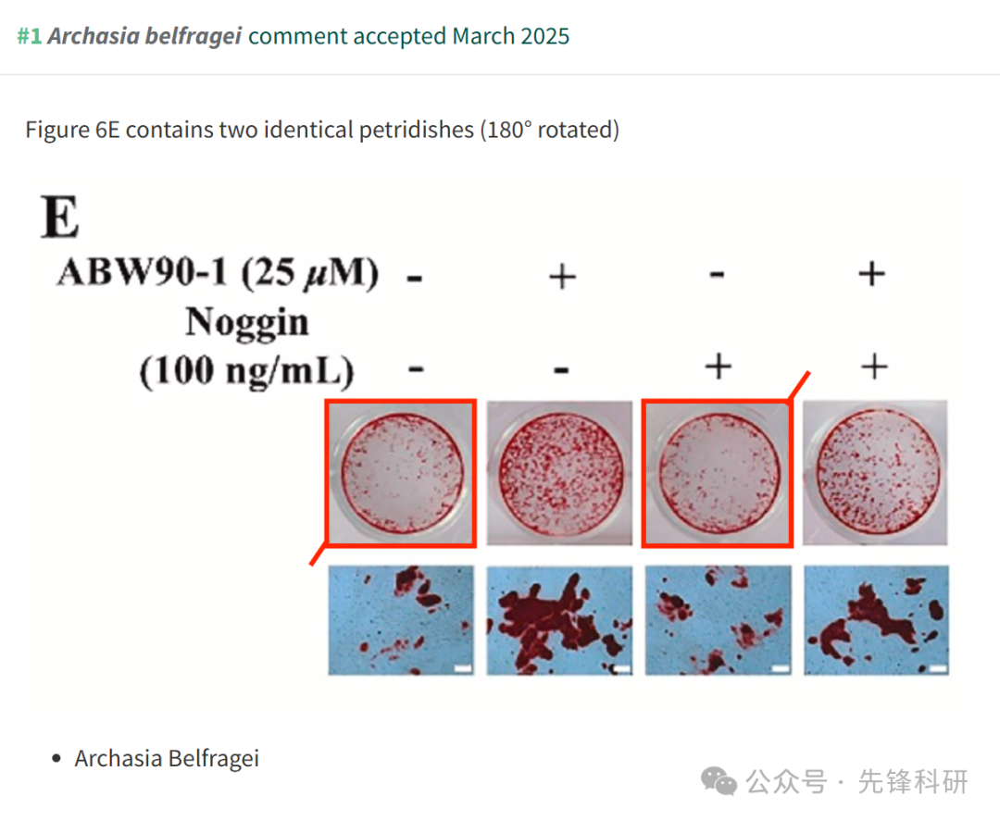 #1 Archasia belfragei comment accepted March 2025
Figure 6E contains two identical petridishes (180° rotated)
E
ABW90-1 (25 μM) - + - +
Noggin
(100 ng/mL) - - + +
• Archasia Belfragei
公众号 · 先锋科研